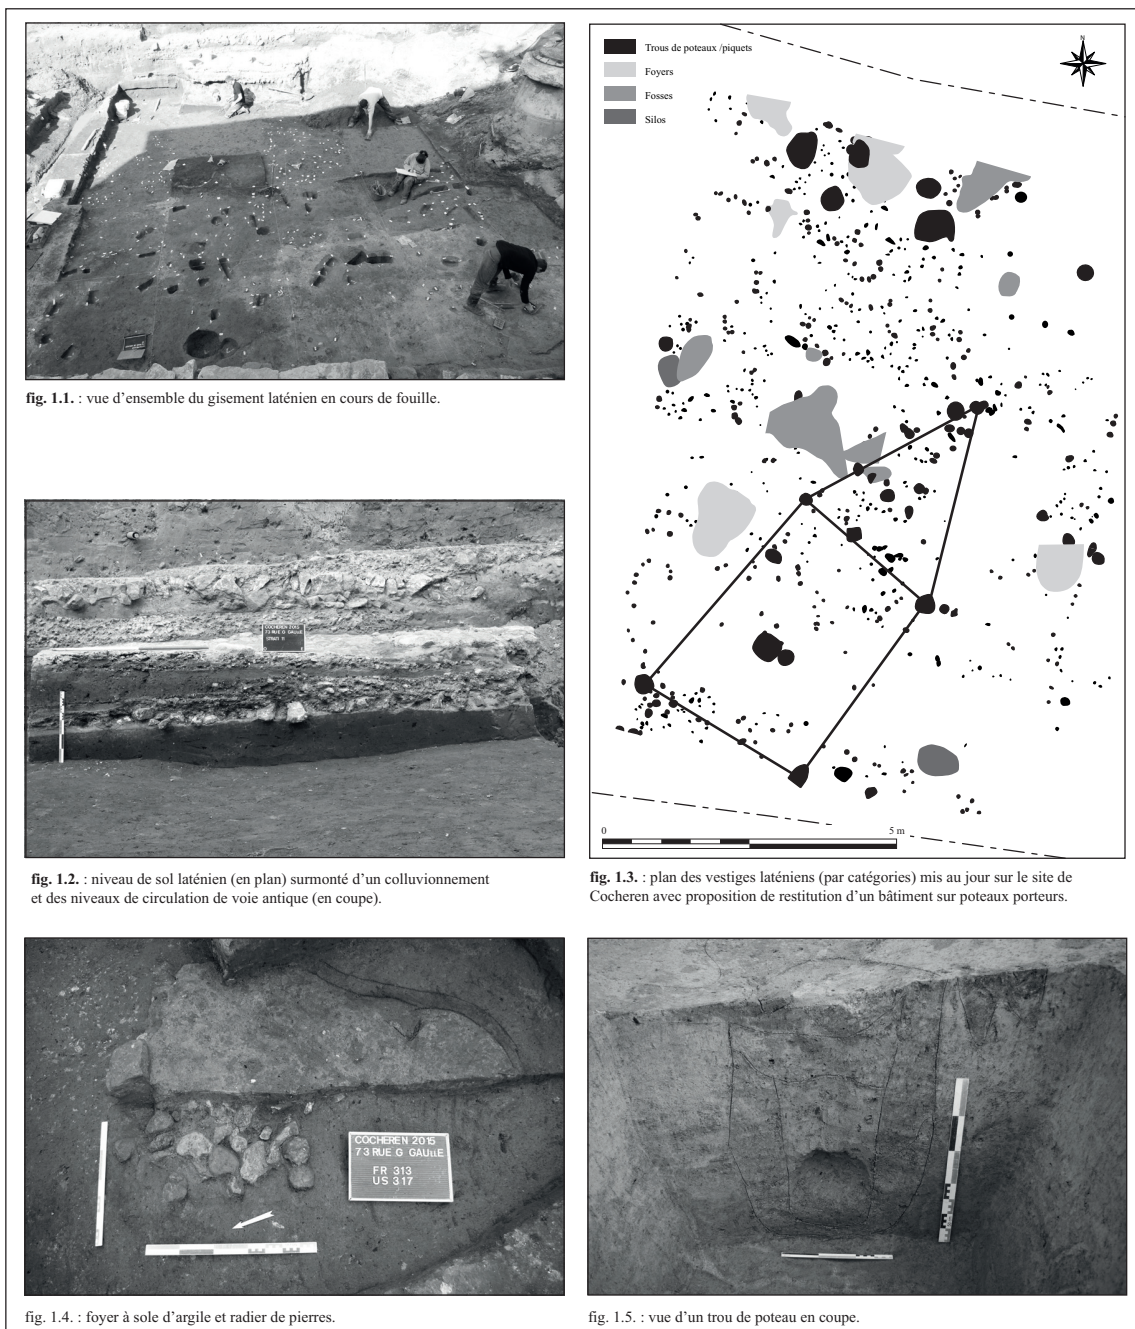 fig. 1.1. : vue d'ensemble du gisement laténien en cours de fouille.
COCHEREN 2015
73 RUE G GAULLE
fig. 1.2. : niveau de sol laténien (en plan) surmonté d'un colluvionnement
et des niveaux de circulation de voie antique (en coupe).
Trous de poteaux /piquets
Foyers
Fosses
Silos
N
0
5 m
fig. 1.3. : plan des vestiges laténiens (par catégories) mis au jour sur le site de
Cocheren avec proposition de restitution d'un bâtiment sur poteaux porteurs.
COCHEREN 2015
73 RUE G GAULLE
FR 313
US 317
fig. 1.4. : foyer à sole d'argile et radier de pierres.
fig. 1.5. : vue d'un trou de poteau en coupe.